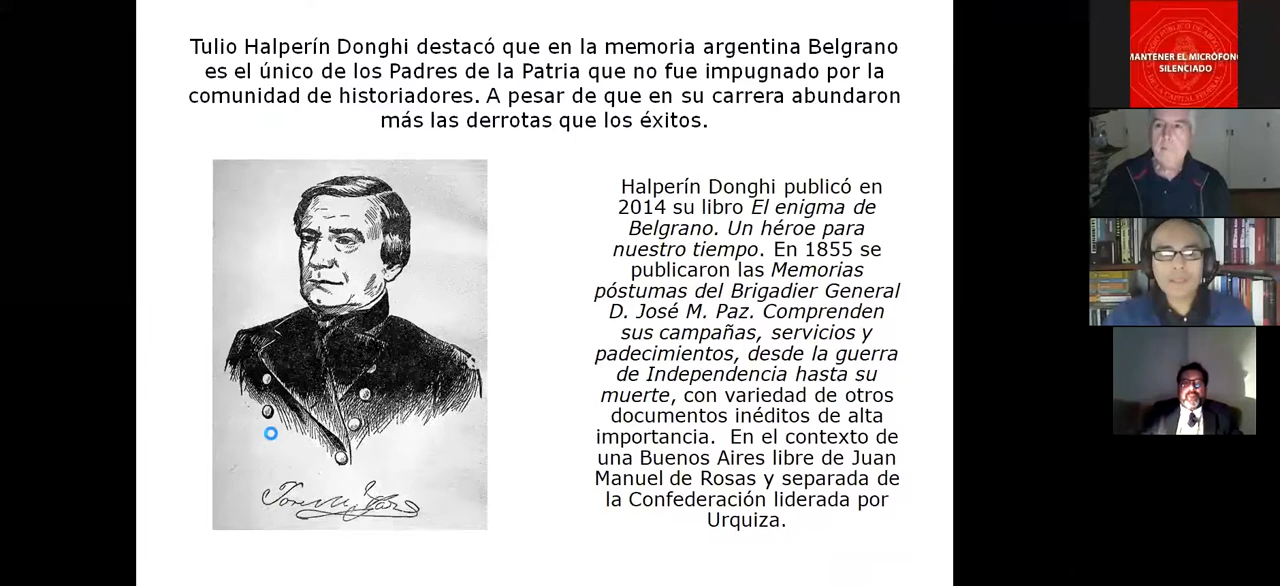 Tulio Halperín Donghi destacó que en la memoria argentina Belgrano
es el único de los Padres de la Patria que no fue impugnado por la
comunidad de historiadores. A pesar de que en su carrera abundaron
más las derrotas que los éxitos.
Halperín Donghi publicó en
2014 su libro El enigma de
Belgrano. Un héroe para
nuestro tiempo. En 1855 se
publicaron las Memorias
póstumas del Brigadier General
D. José M. Paz. Comprenden
sus campañas, servicios y
padecimientos, desde la guerra
de Independencia hasta su
muerte, con variedad de otros
documentos inéditos de alta
importancia.  En el contexto de
una Buenos Aires libre de Juan
Manuel de Rosas y separada de
la Confederación liderada por
Urquiza.
MANTENER EL MICRÓFONO
SILENCIADO